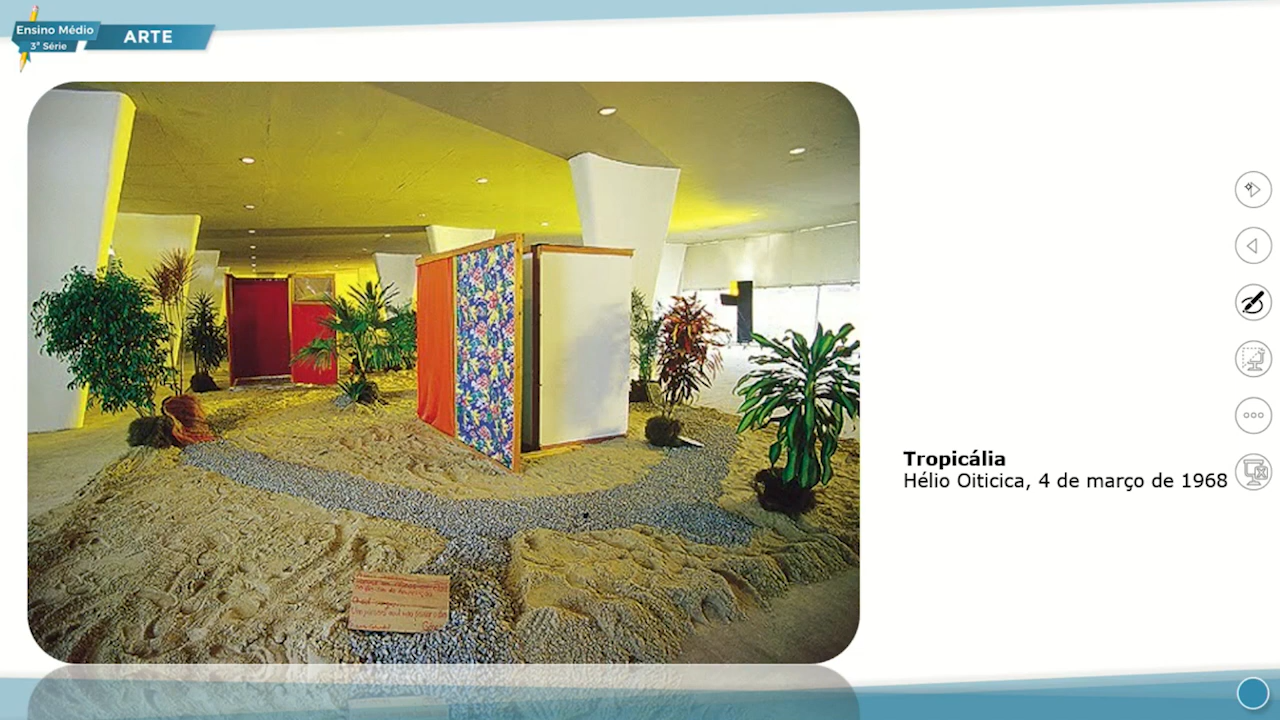 Ensino Médio
3ª Série
ARTE
Tropicália
Hélio Oiticica, 4 de março de 1968